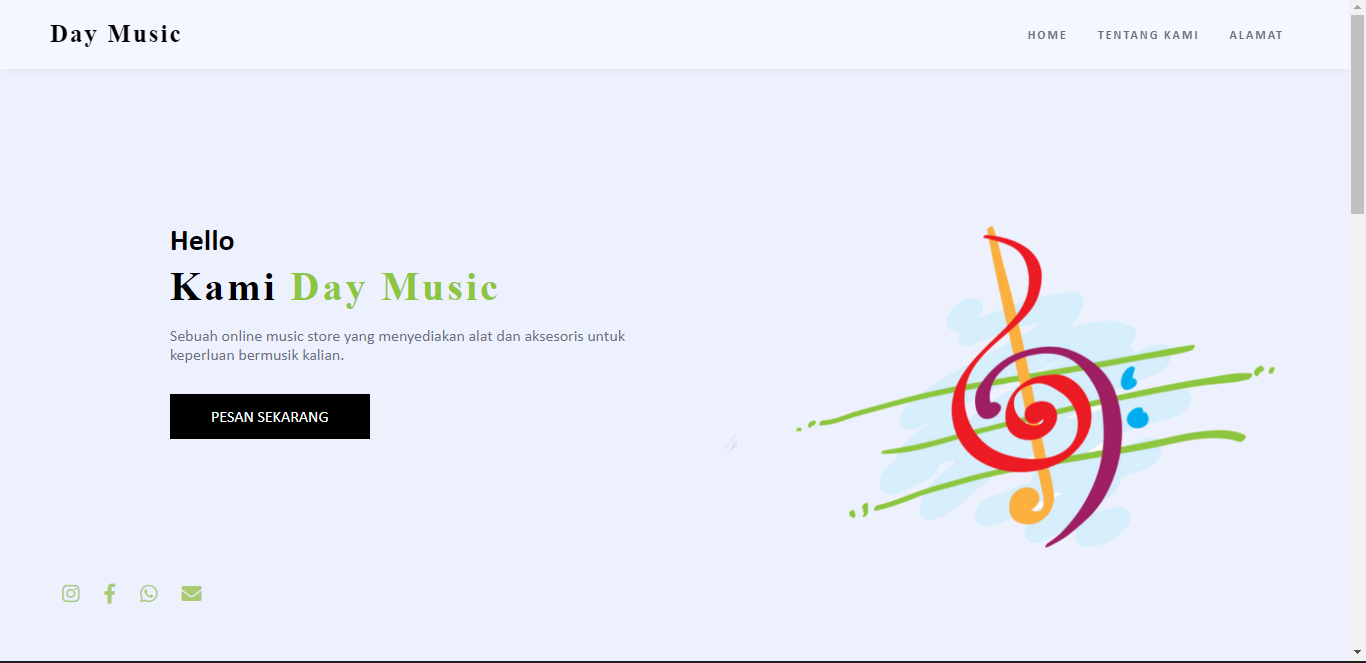 Day Music
HOME TENTANG KAMI ALAMAT
Hello
Kami Day Music
Sebuah online music store yang menyediakan alat dan aksesoris untuk
keperluan bermusik kalian.
PESAN SEKARANG